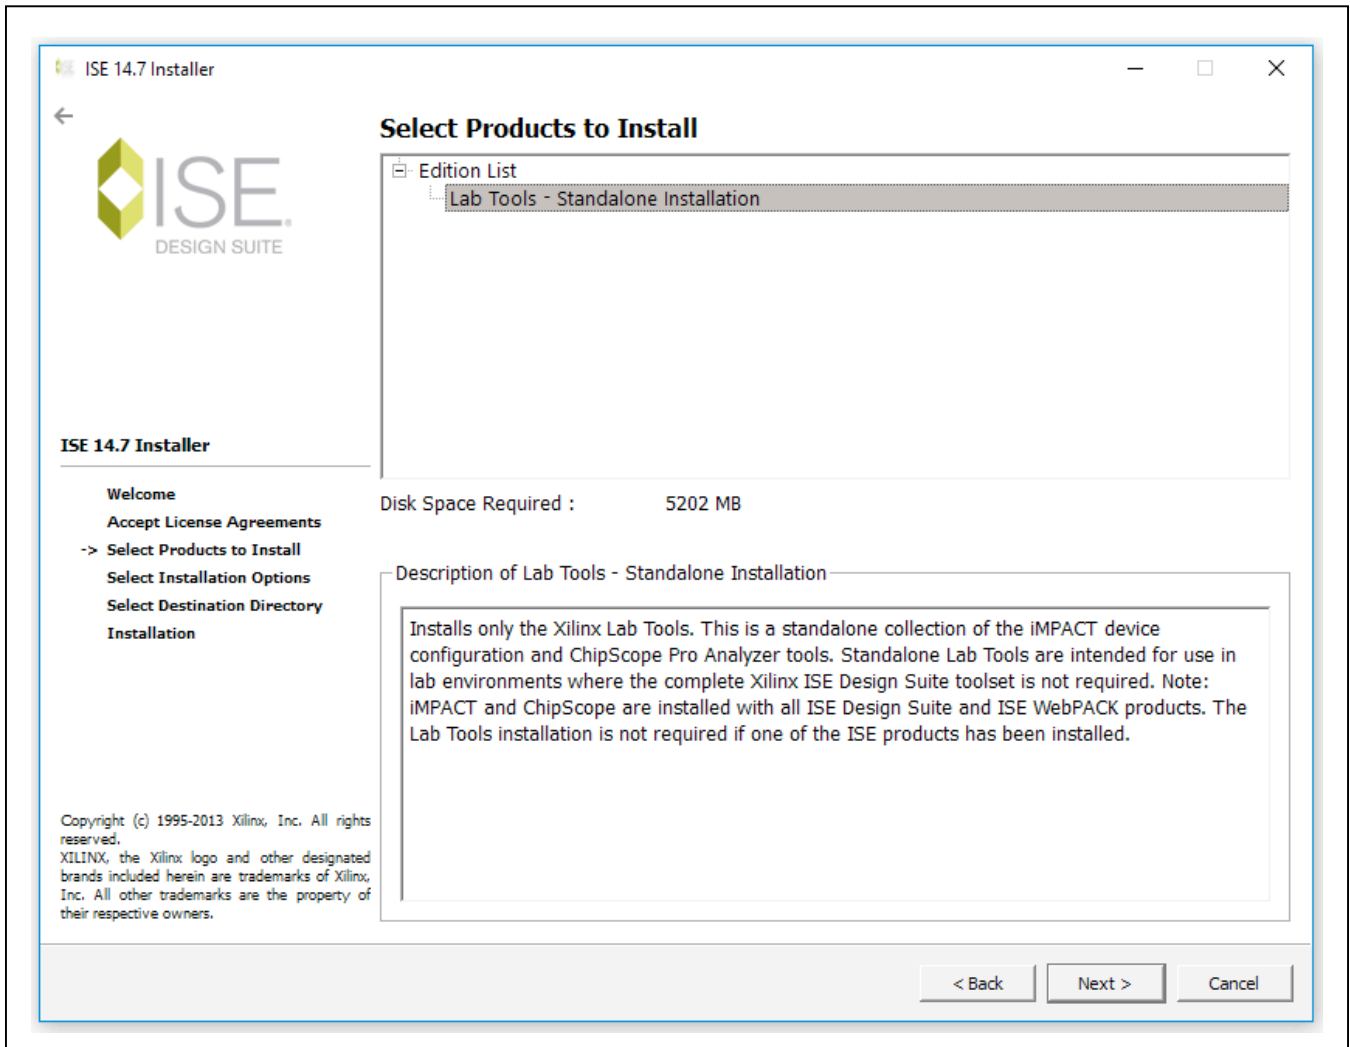 ISE 14.7 Installer
ISE
DESIGN SUITE
ISE 14.7 Installer
Welcome
Accept License Agreements
-> Select Products to Install
Select Installation Options
Select Destination Directory
Installation
Copyright (c) 1995-2013 Xilinx, Inc. All rights
reserved.
XILINX, the Xilinx logo and other designated
brands included herein are trademarks of Xilinx,
Inc. All other trademarks are the property of
their respective owners.
Select Products to Install
Edition List
Lab Tools - Standalone Installation
Disk Space Required : 5202 MB
Description of Lab Tools - Standalone Installation
Installs only the Xilinx Lab Tools. This is a standalone collection of the iMPACT device
configuration and ChipScope Pro Analyzer tools. Standalone Lab Tools are intended for use in
lab environments where the complete Xilinx ISE Design Suite toolset is not required. Note:
iMPACT and ChipScope are installed with all ISE Design Suite and ISE WebPACK products. The
Lab Tools installation is not required if one of the ISE products has been installed.
< Back Next > Cancel